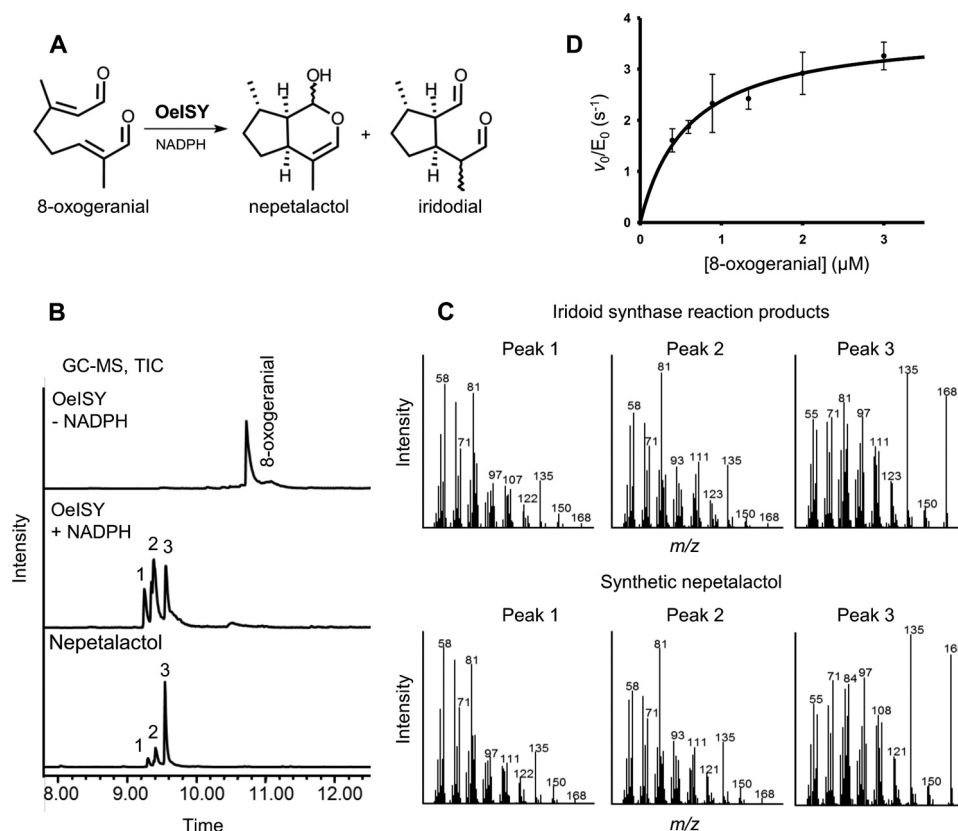 A
O
O
OeISY
NADPH
8-oxogeranial
OH
H
O
H
nepetalactol
+
H
O
O
H
iridodial
D
v0/E0 (s-1)
4
3
2
1
0
0 1 2 3
[8-oxogeranial] (µM)
B
GC-MS, TIC
OeISY
- NADPH
8-oxogeranial
OeISY
+ NADPH
1 2 3
Nepetalactol
1 2 3
Intensity
8.00 9.00 10.00 11.00 12.00
Time
C
Iridoid synthase reaction products
Peak 1 Peak 2 Peak 3
Intensity
58 71 81 97 107 122 135 150 168
58 71 81 93 111 123 135 150 168
55 71 81 97 111 123 135 150 168
m/z
Synthetic nepetalactol
Peak 1 Peak 2 Peak 3
Intensity
58 71 81 97 111 122 135 150 168
58 71 81 93 111 121 135 150 168
55 71 84 97 108 121 135 150 16
m/z